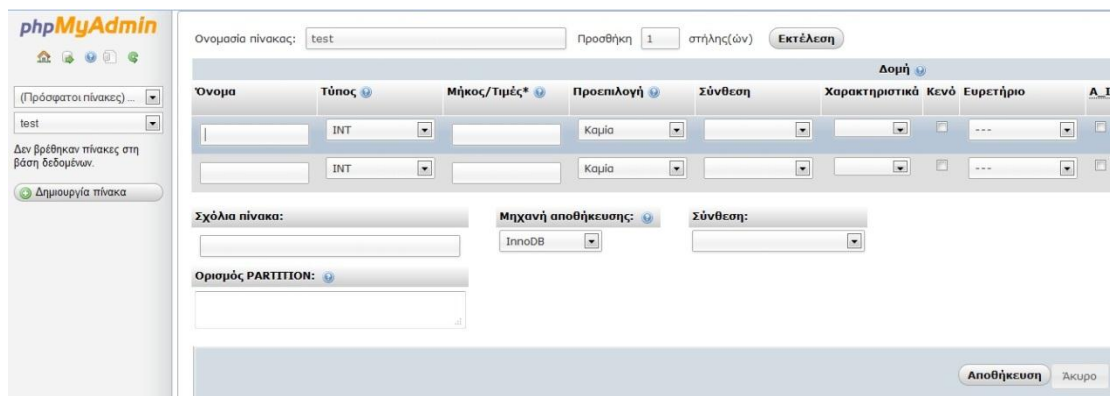 phpMyAdmin
(Πρόσφατοι πίνακες) ...
test
Δεν βρέθηκαν πίνακες στη
βάση δεδομένων.
Δημιουργία πίνακα
Ονομασία πίνακας: test Προσθήκη 1 στήλης(ών) Εκτέλεση
Δομή
Όνομα Τύπος Μήκος/Τιμές* Προεπιλογή Σύνθεση Χαρακτηριστικά Κενό Ευρετήριο A_I
INT Καμία ---
INT Καμία ---
Σχόλια πίνακα: Μηχανή αποθήκευσης: Σύνθεση:
InnoDB
Ορισμός PARTITION:
Αποθήκευση Άκυρο